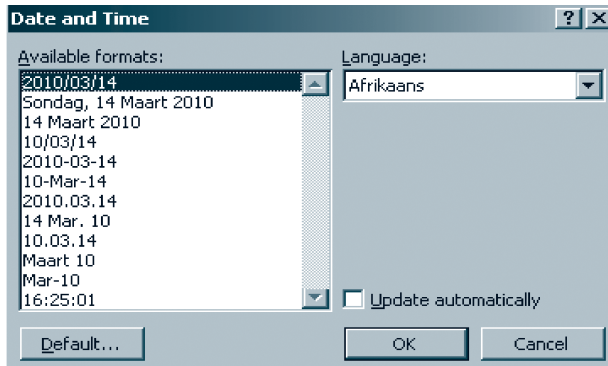 Date and Time
Available formats:
2010/03/14
Sondag, 14 Maart 2010
14 Maart 2010
10/03/14
2010-03-14
10-Mar-14
2010.03.14
14 Mar. 10
10.03.14
Maart 10
Mar-10
16:25:01
Language:
Afrikaans
Update automatically
Default...
OK
Cancel